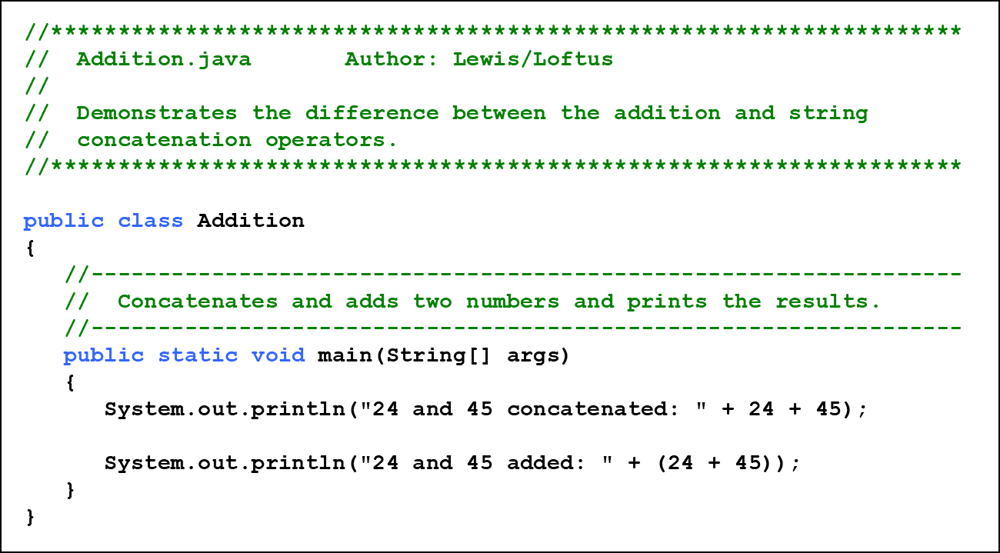 //********************************************************************
//  Addition.java       Author: Lewis/Loftus
//
//  Demonstrates the difference between the addition and string
//  concatenation operators.
//********************************************************************
public class Addition
{
   //-----------------------------------------------------------------
   //  Concatenates and adds two numbers and prints the results.
   //-----------------------------------------------------------------
   public static void main(String[] args)
   {
      System.out.println("24 and 45 concatenated: " + 24 + 45);
      System.out.println("24 and 45 added: " + (24 + 45));
   }
}